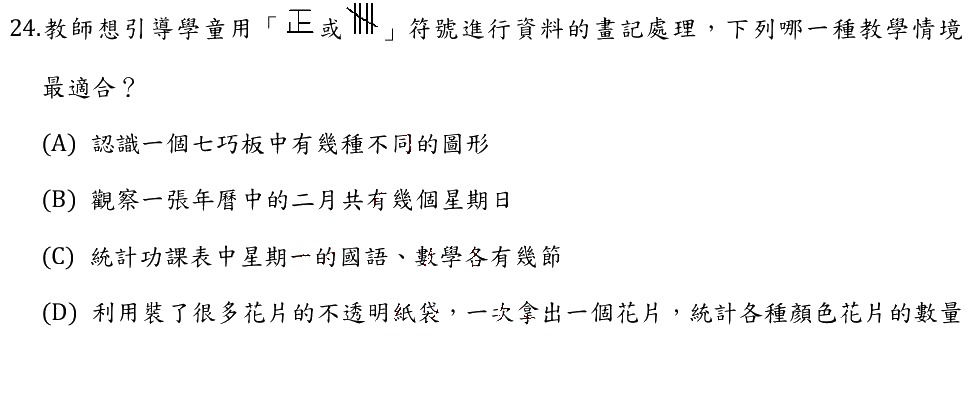 24.教師想引導學童用「正或卌」符號進行資料的畫記處理，下列哪一種教學情境
最適合？
(A) 認識一個七巧板中有幾種不同的圖形
(B) 觀察一張年曆中的二月共有幾個星期日
(C) 統計功課表中星期一的國語、數學各有幾節
(D) 利用裝了很多花片的不透明紙袋，一次拿出一個花片，統計各種顏色花片的數量